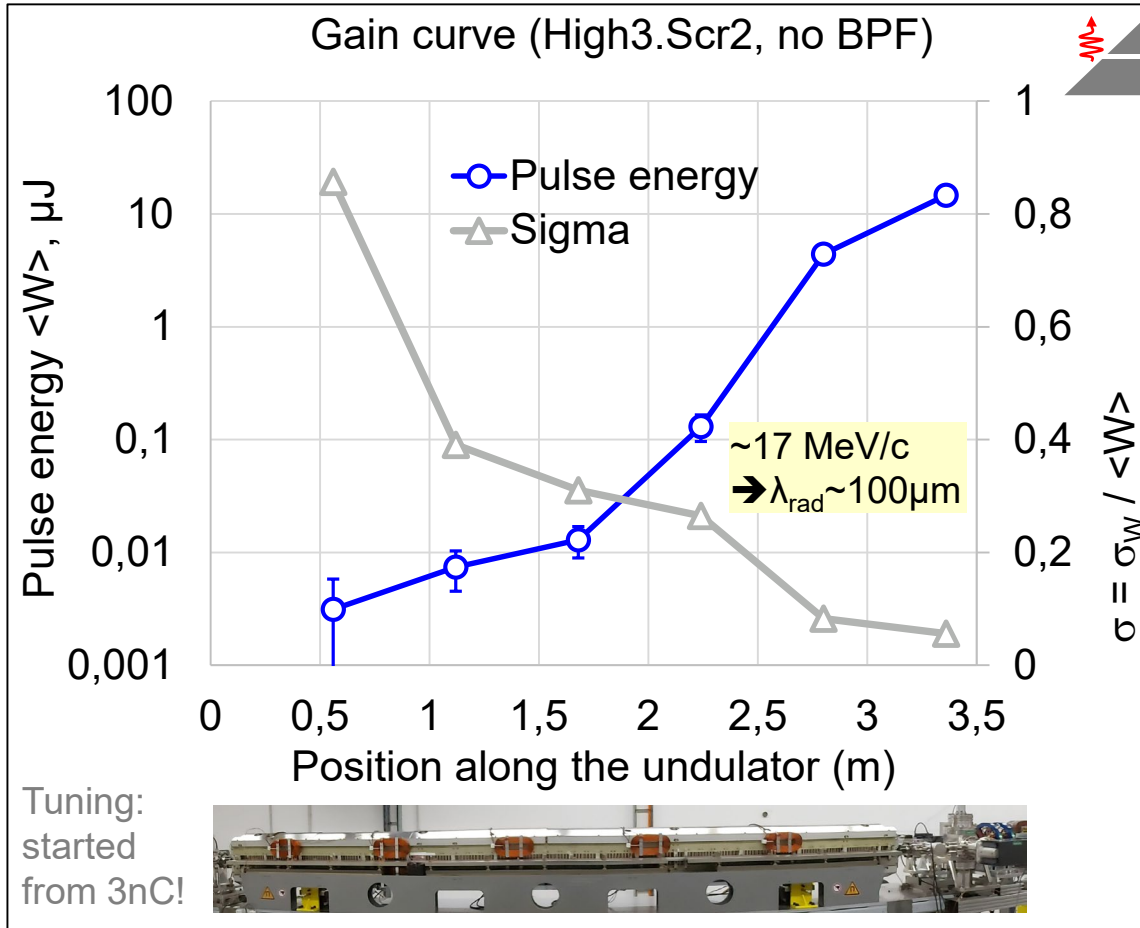 Gain curve (High3.Scr2, no BPF)
Pulse energy <W>, µJ
100
10
1
0,1
0,01
0,001
Pulse energy
Sigma
~17 MeV/c
➔λrad~100µm
1
0,8
0,6
0,4
0,2
0
σ = σW / <W>
0 0,5 1 1,5 2 2,5 3 3,5
Position along the undulator (m)
Tuning:
started
from 3nC!